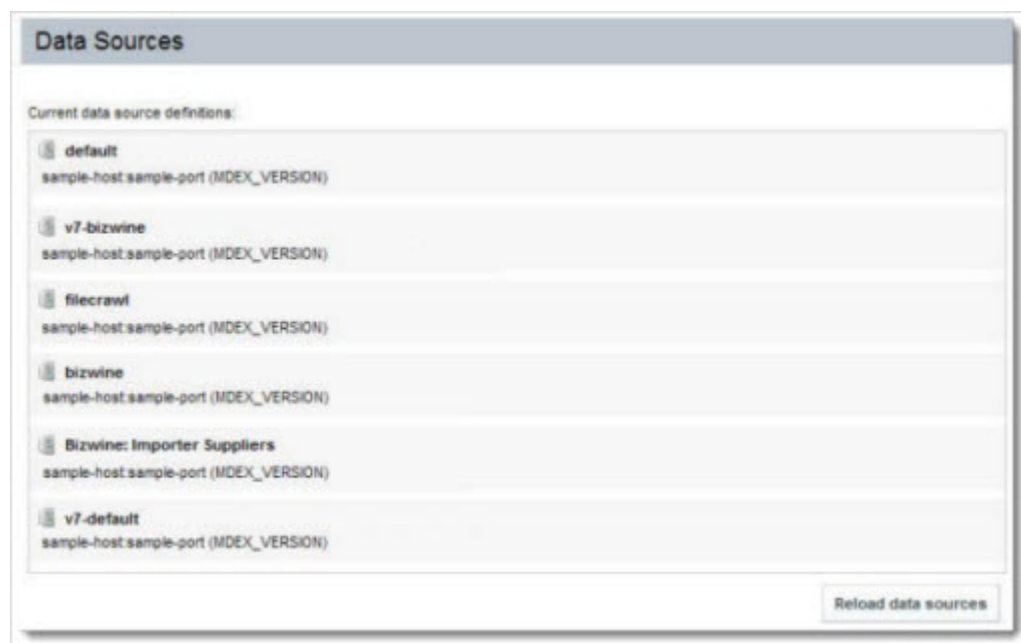 Data Sources
Current data source definitions:
default
sample-host:sample-port (MDEX_VERSION)
v7-bizwine
sample-host:sample-port (MDEX_VERSION)
filecrawl
sample-host:sample-port (MDEX_VERSION)
bizwine
sample-host:sample-port (MDEX_VERSION)
Bizwine: Importer Suppliers
sample-host:sample-port (MDEX_VERSION)
v7-default
sample-host:sample-port (MDEX_VERSION)
Reload data sources